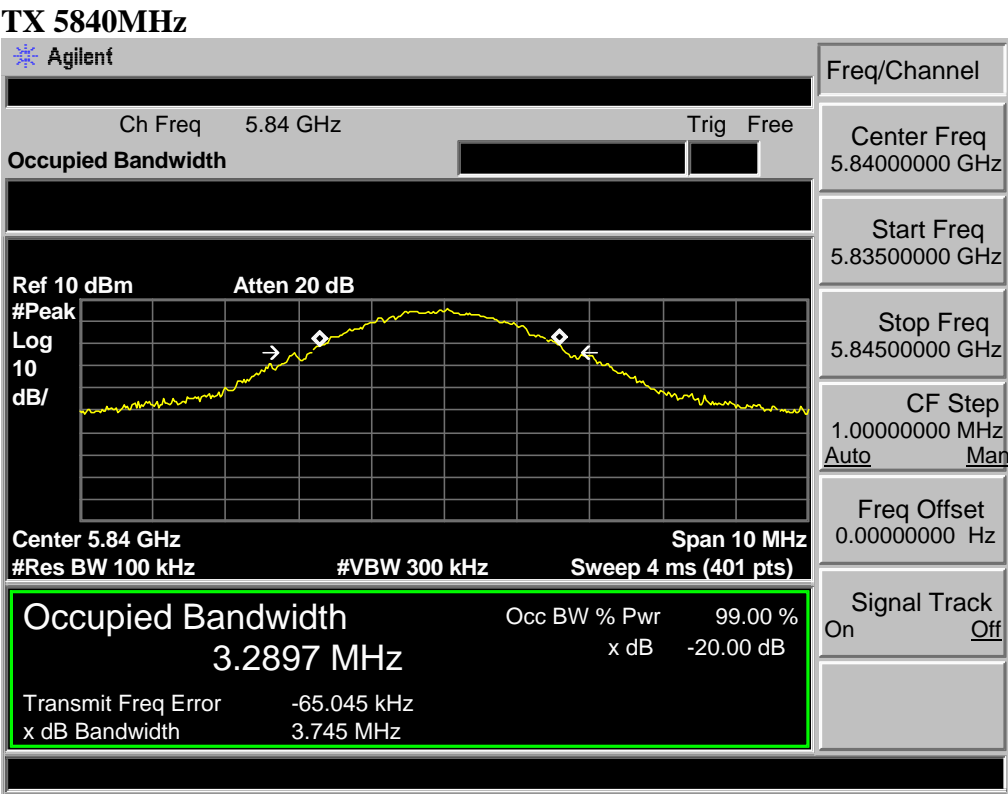 TX 5840MHz
Agilent
Freq/Channel
Ch Freq 5.84 GHz Trig Free
Occupied Bandwidth
Center Freq
5.84000000 GHz
Start Freq
5.83500000 GHz
Ref 10 dBm Atten 20 dB
#Peak
Log
10
dB/
Stop Freq
5.84500000 GHz
CF Step
1.00000000 MHz
Auto Man
Freq Offset
0.00000000 Hz
Center 5.84 GHz Span 10 MHz
#Res BW 100 kHz #VBW 300 kHz Sweep 4 ms (401 pts)
Signal Track
On Off
Occupied Bandwidth
3.2897 MHz
Occ BW % Pwr 99.00 %
x dB -20.00 dB
Transmit Freq Error -65.045 kHz
x dB Bandwidth 3.745 MHz